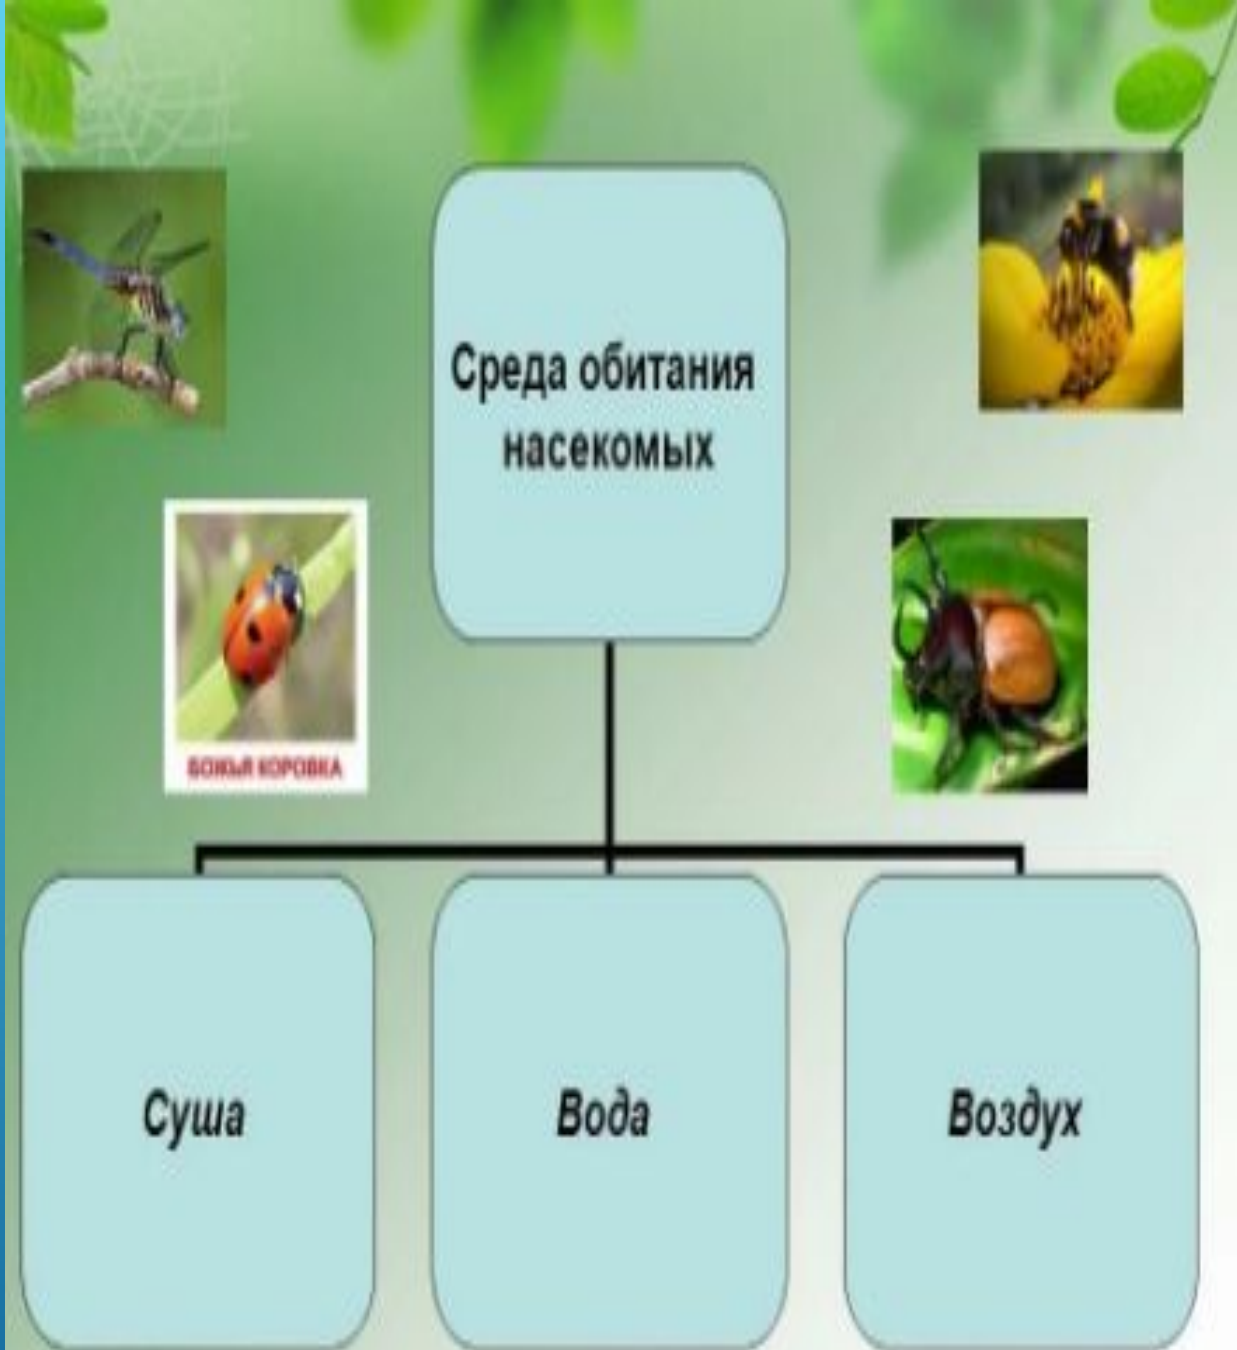 Среда обитания
насекомых
БОЖЬЯ КОРОВКА
Суша
Вода
Воздух